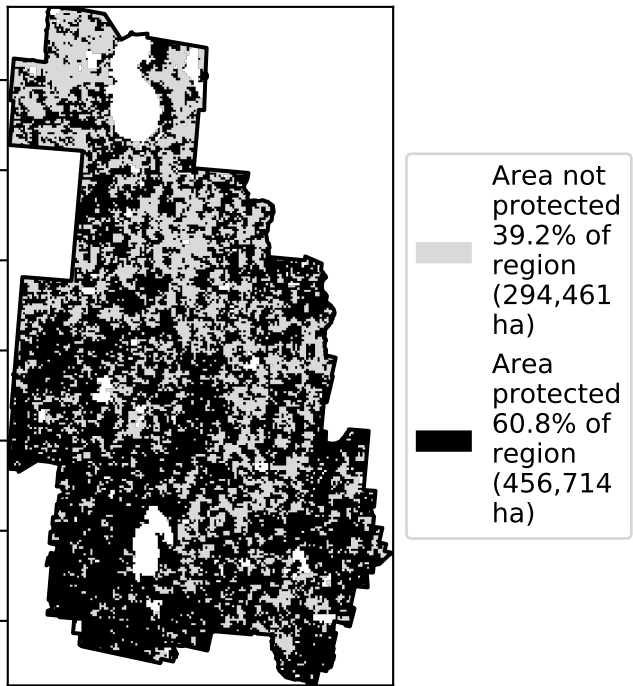 Area not
protected
39.2% of
region
(294,461
ha)
Area
protected
60.8% of
region
(456,714
ha)